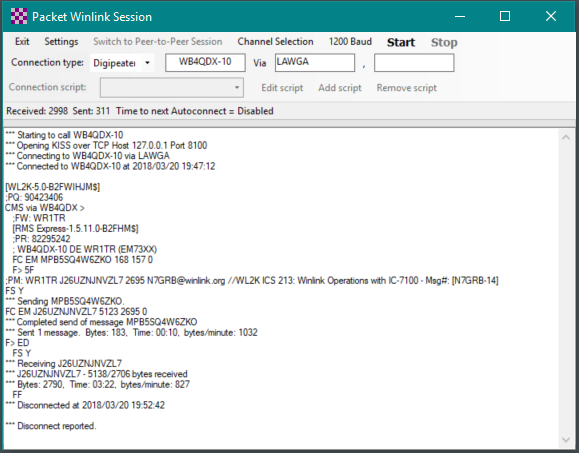 Packet Winlink Session
Exit Settings Switch to Peer-to-Peer Session Channel Selection 1200 Baud Start Stop
Connection type: Digipeater WB4QDX-10 Via LAWGA ,
Connection script: Edit script Add script Remove script
Received: 2998 Sent: 311 Time to next Autoconnect = Disabled
*** Starting to call WB4QDX-10
*** Opening KISS over TCP Host 127.0.0.1 Port 8100
*** Connecting to WB4QDX-10 via LAWGA
*** Connected to WB4QDX-10 at 2018/03/20 19:47:12
[WL2K-5.0-B2FWIHJM$]
;PQ: 90423406
CMS via WB4QDX >
;FW: WR1TR
[RMS Express-1.5.11.0-B2FHM$]
;PR: 82295242
; WB4QDX-10 DE WR1TR (EM73XX)
FC EM MPB5SQ4W6ZKO 168 157 0
F> 5F
;PM: WR1TR J26UZNJNVZL7 2695 N7GRB@winlink.org //WL2K ICS 213: Winlink Operations with IC-7100 - Msg#: [N7GRB-14]
FS Y
*** Sending MPB5SQ4W6ZKO.
FC EM J26UZNJNVZL7 5123 2695 0
*** Completed send of message MPB5SQ4W6ZKO
*** Sent 1 message. Bytes: 183, Time: 00:10, bytes/minute: 1032
F> ED
FS Y
*** Receiving J26UZNJNVZL7
*** J26UZNJNVZL7 - 5138/2706 bytes received
*** Bytes: 2790, Time: 03:22, bytes/minute: 827
FF
*** Disconnected at 2018/03/20 19:52:42
*** Disconnect reported.